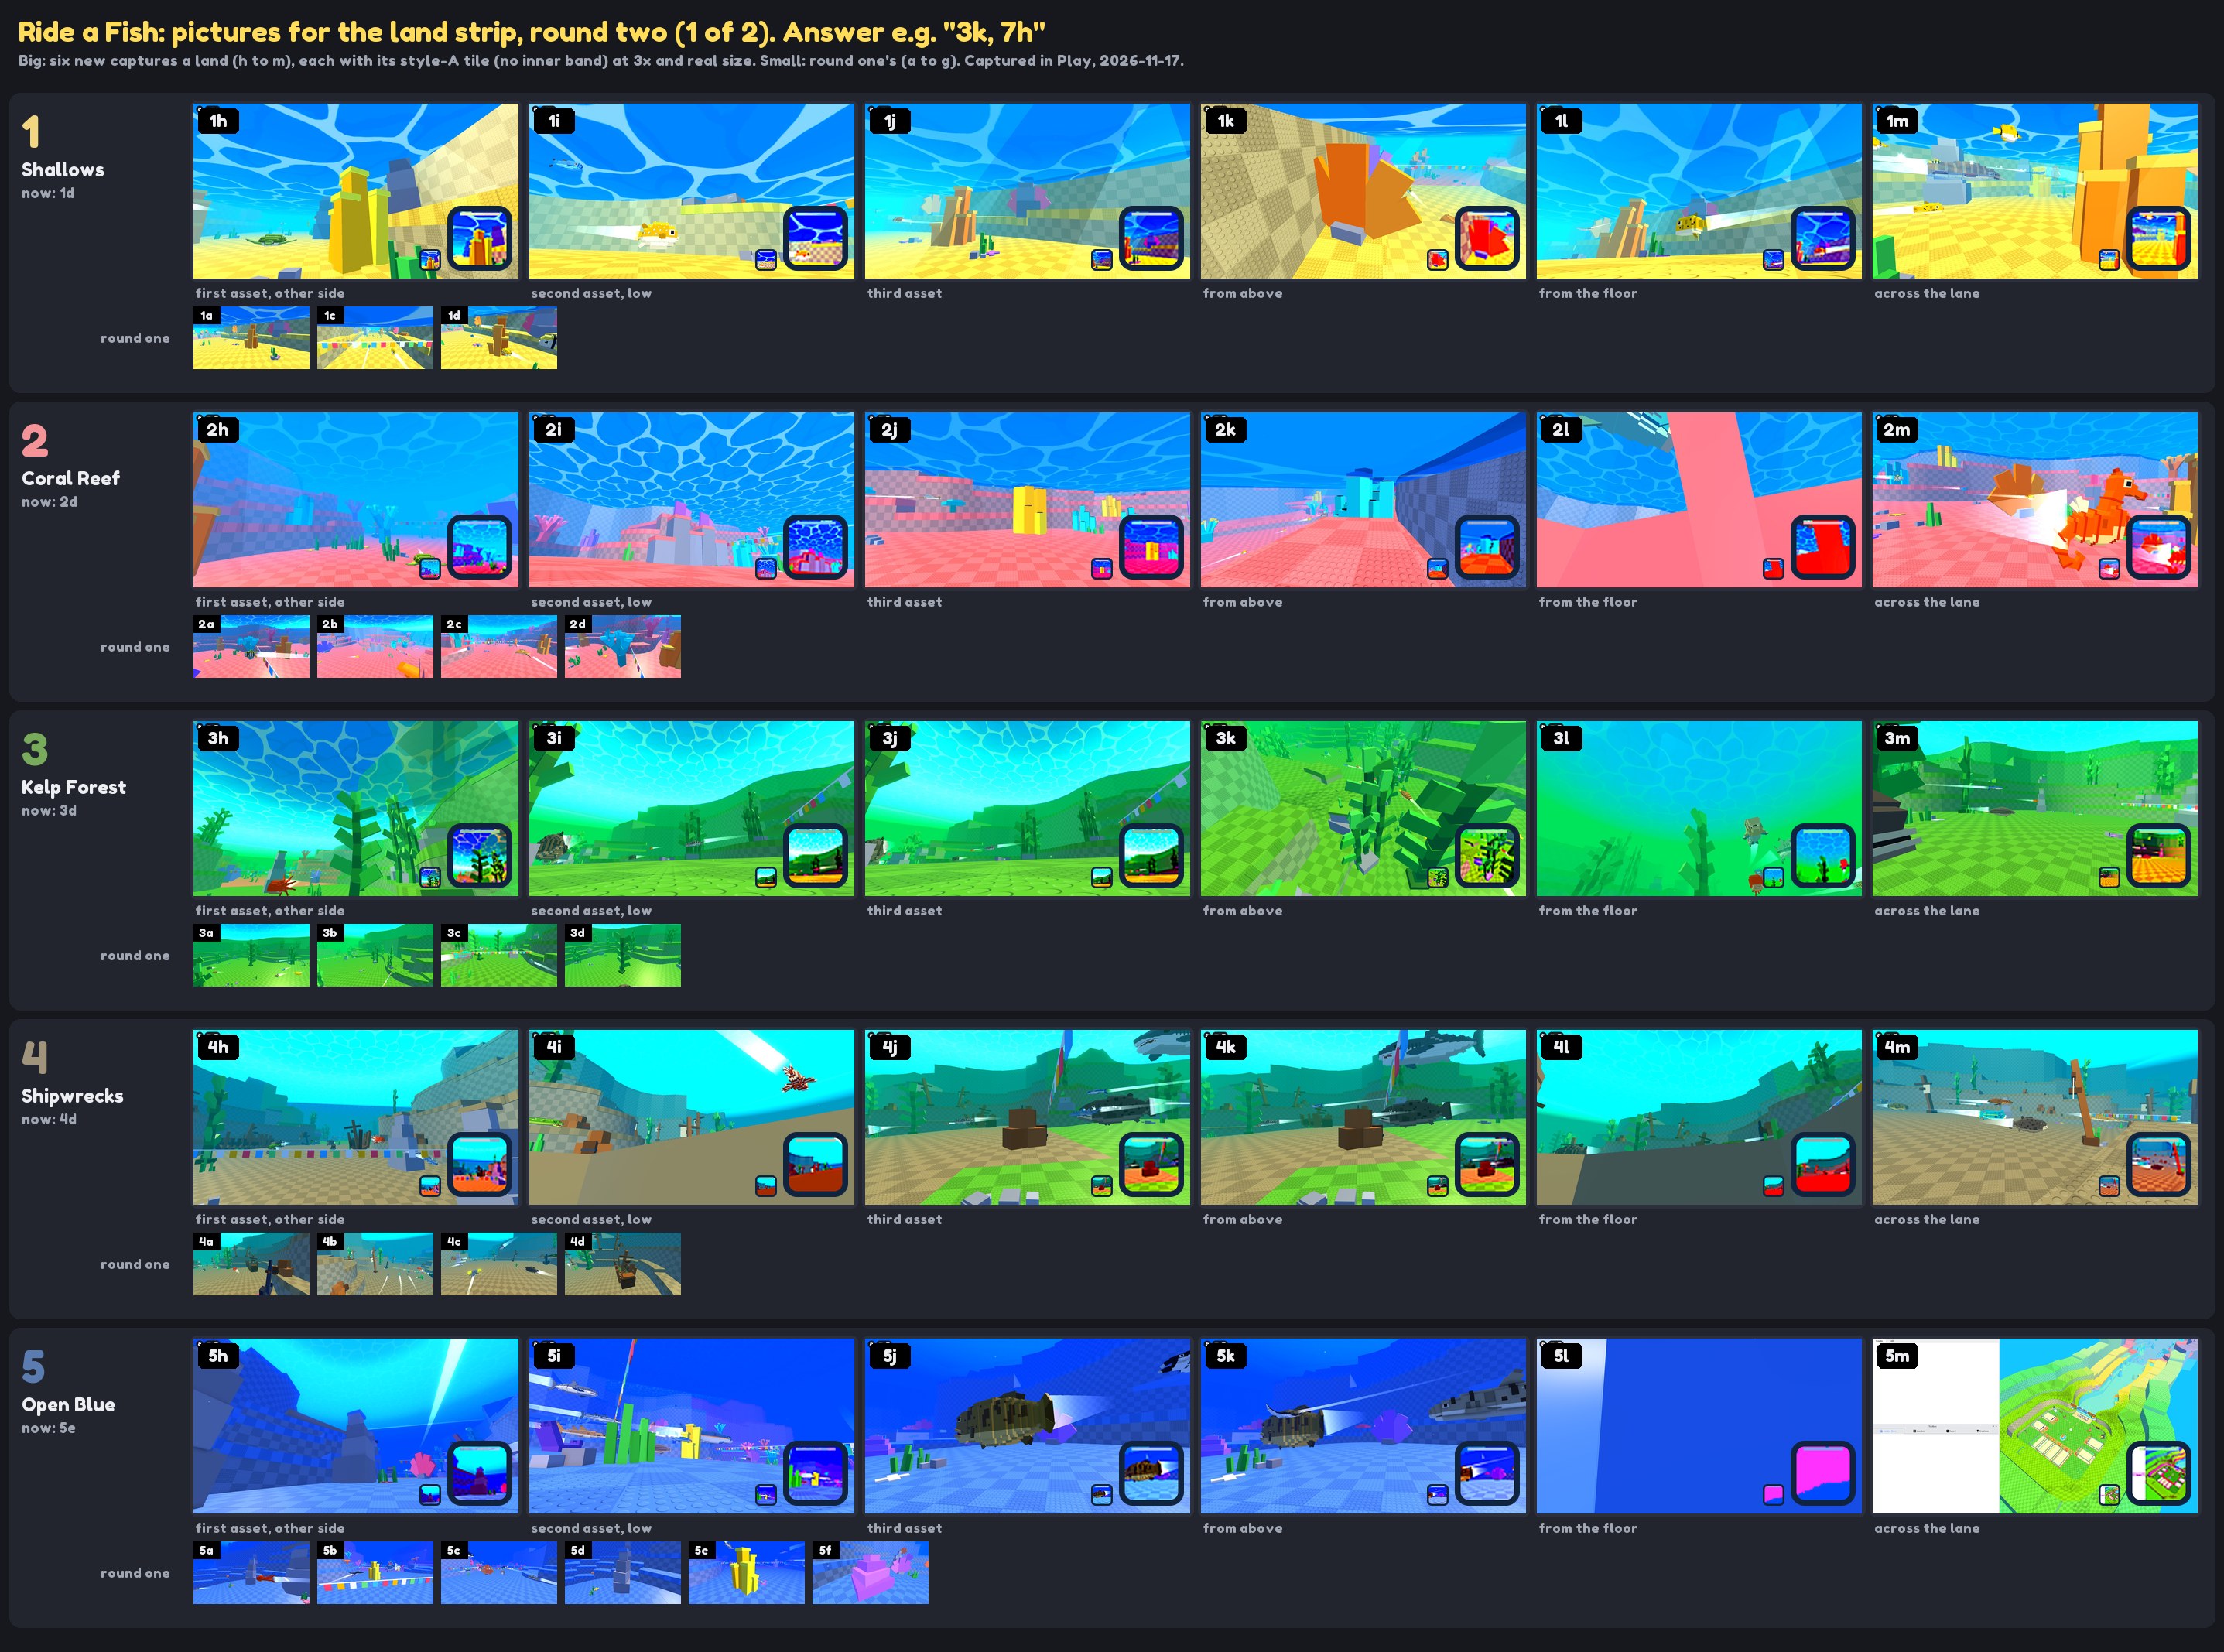 Ride a Fish: pictures for the land strip, round two (1 of 2). Answer e.g. "3k, 7h"
Big: six new captures a land (h to m), each with its style-A tile (no inner band) at 3x and real size. Small: round one's (a to g). Captured in Play, 2026-11-17.
1
Shallows
now: 1d
1h
1i
1j
1k
1l
1m
first asset, other side
second asset, low
third asset
from above
from the floor
across the lane
round one
1a
1c
1d
2
Coral Reef
now: 2d
2h
2i
2j
2k
2l
2m
first asset, other side
second asset, low
third asset
from above
from the floor
across the lane
round one
2a
2b
2c
2d
3
Kelp Forest
now: 3d
3h
3i
3j
3k
3l
3m
first asset, other side
second asset, low
third asset
from above
from the floor
across the lane
round one
3a
3b
3c
3d
4
Shipwrecks
now: 4d
4h
4i
4j
4k
4l
4m
first asset, other side
second asset, low
third asset
from above
from the floor
across the lane
round one
4a
4b
4c
4d
5
Open Blue
now: 5e
5h
5i
5j
5k
5l
5m
first asset, other side
second asset, low
third asset
from above
from the floor
across the lane
round one
5a
5b
5c
5d
5e
5f